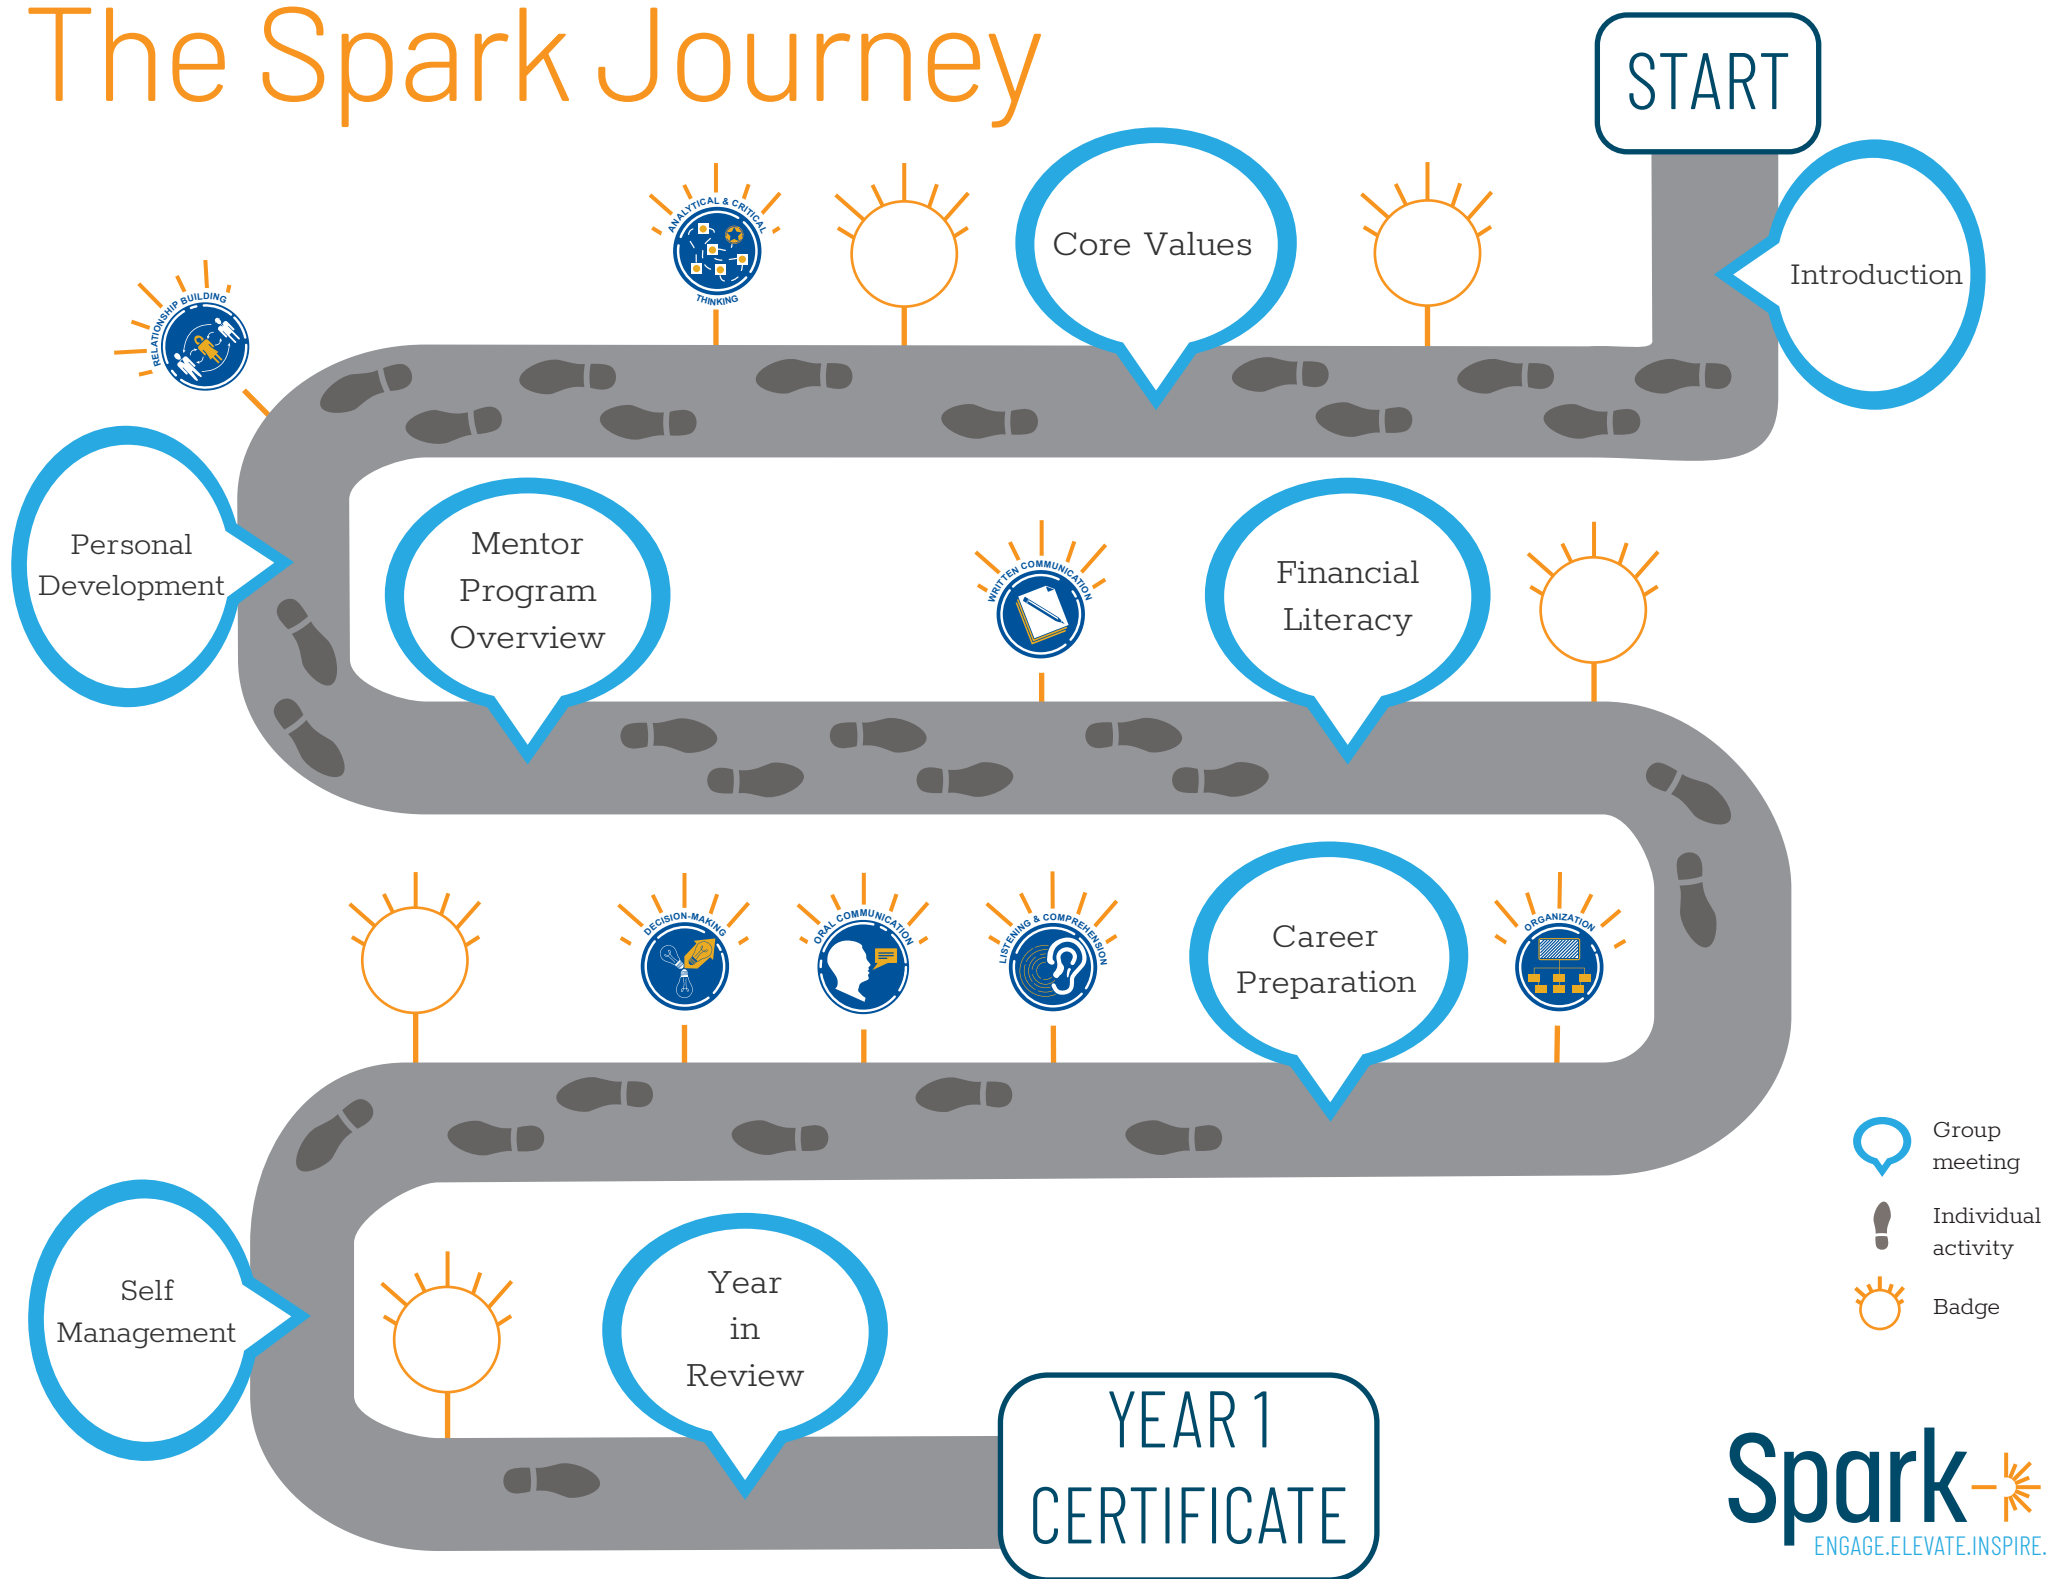 The Spark Journey
START
Introduction
Core Values
ANALYTICAL & CRITICAL
THINKING
RELATIONSHIP BUILDING
Personal
Development
Mentor
Program
Overview
WRITTEN COMMUNICATION
Financial
Literacy
ORGANIZATION
Career
Preparation
LISTENING & COMPREHENSION
ORAL COMMUNICATION
DECISION-MAKING
Self
Management
Year
in
Review
YEAR 1
CERTIFICATE
Group
meeting
Individual
activity
Badge
Spark
ENGAGE.ELEVATE.INSPIRE.